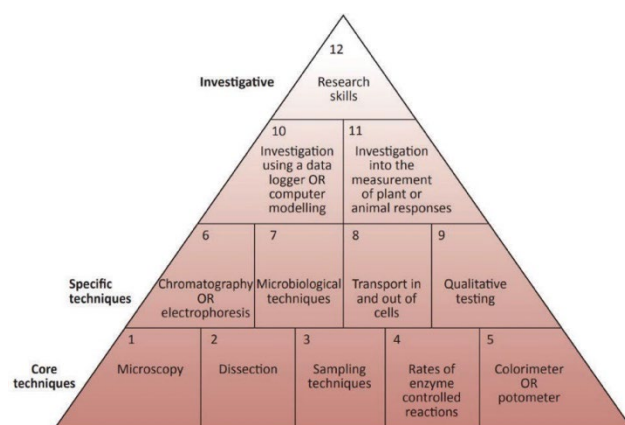 12
Investigative
Research
skills
10
Investigation
using a data
logger OR
computer
modelling
11
Investigation
into the
measurement
of plant or
animal responses
Specific
techniques
6
Chromatography
OR
electrophoresis
7
Microbiological
techniques
8
Transport in
and out of
cells
9
Qualitative
testing
Core
techniques
1
Microscopy
2
Dissection
3
Sampling
techniques
4
Rates of
enzyme
controlled
reactions
5
Colorimeter
OR
potometer